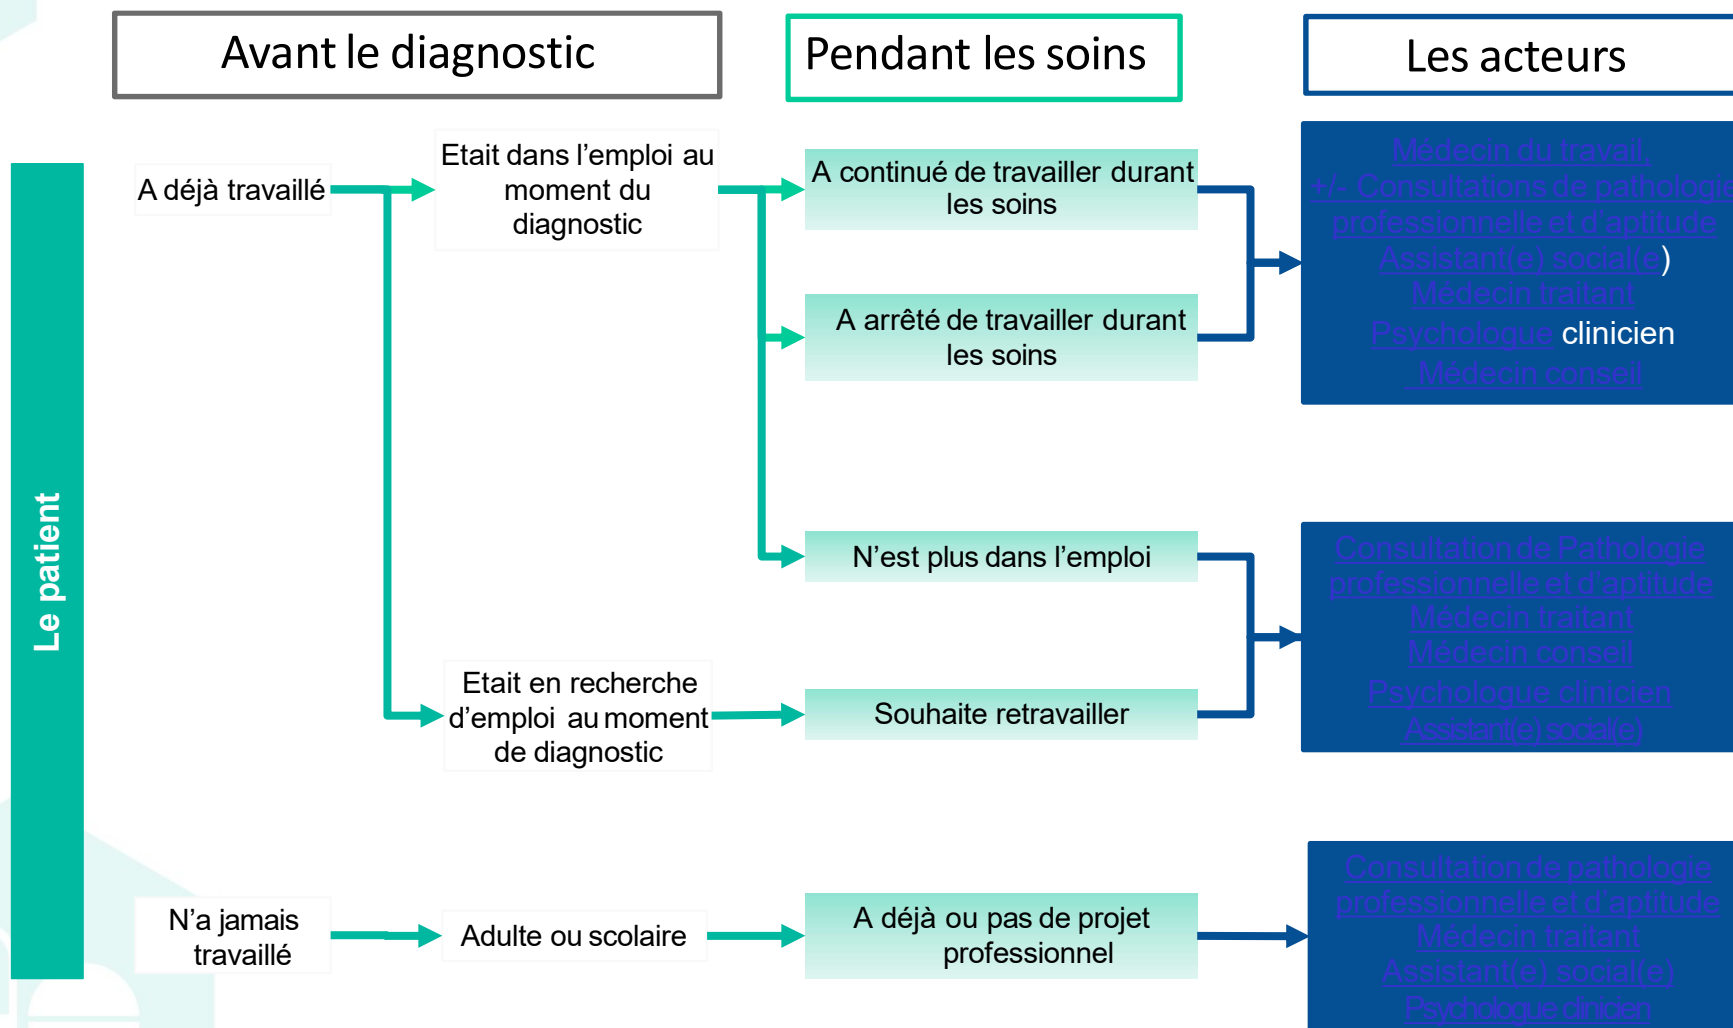 Avant le diagnostic
Pendant les soins
Les acteurs
Le patient
A déjà travaillé
Etait dans l’emploi au
moment du
diagnostic
A continué de travailler durant
les soins
A arrêté de travailler durant
les soins
Médecin du travail,
+/- Consultations de pathologie
professionnelle et d'aptitude
Assistant(e) social(e)
Médecin traitant
Psychologue clinicien
Médecin conseil
N’est plus dans l’emploi
Etait en recherche
d’emploi au moment
de diagnostic
Souhaite retravailler
Consultation de Pathologie
professionnelle et d'aptitude
Médecin traitant
Médecin conseil
Psychologue clinicien
Assistant(e) social(e)
N’a jamais
travaillé
Adulte ou scolaire
A déjà ou pas de projet
professionnel
Consultation de pathologie
professionnelle et d'aptitude
Médecin traitant
Assistant(e) social(e)
Psychologue clinicien